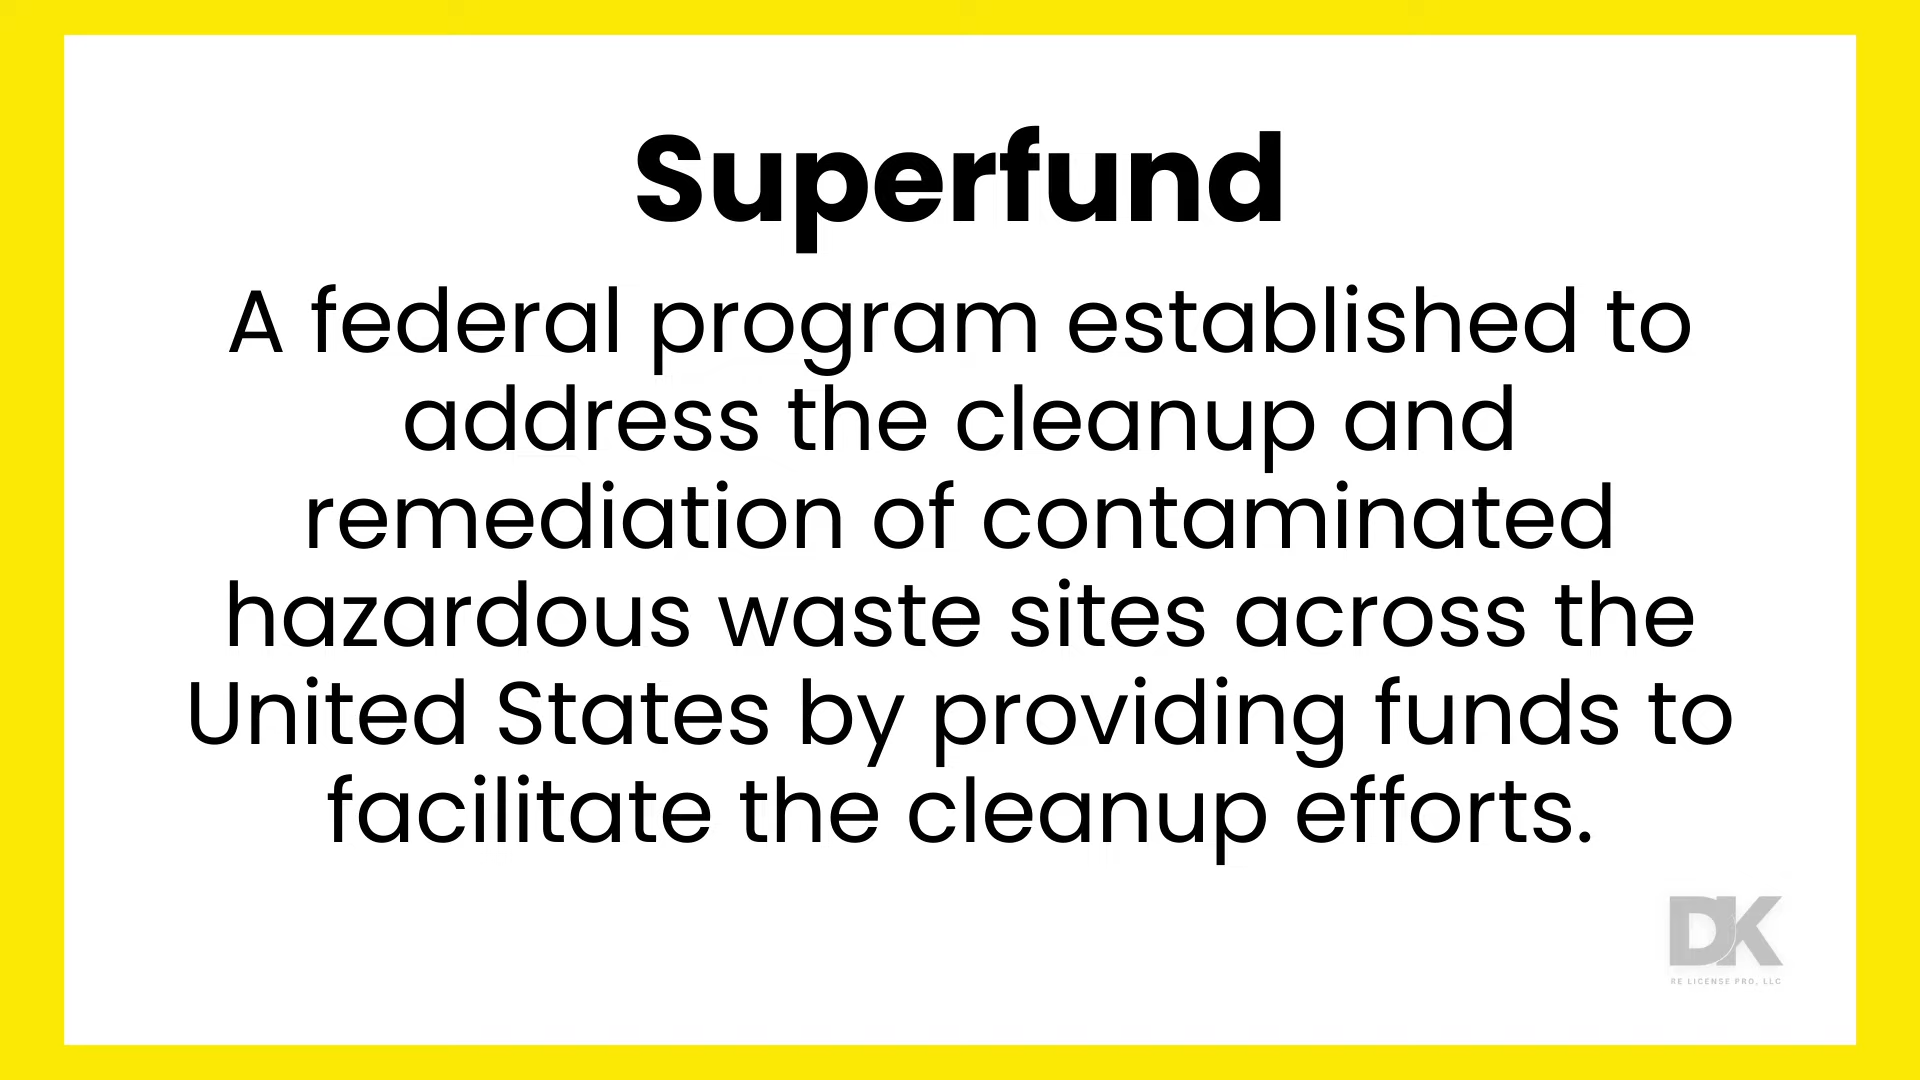 Superfund
A federal program established to
address the cleanup and
remediation of contaminated
hazardous waste sites across the
United States by providing funds to
facilitate the cleanup efforts.
DK
RE LICENSE PRO, LLC